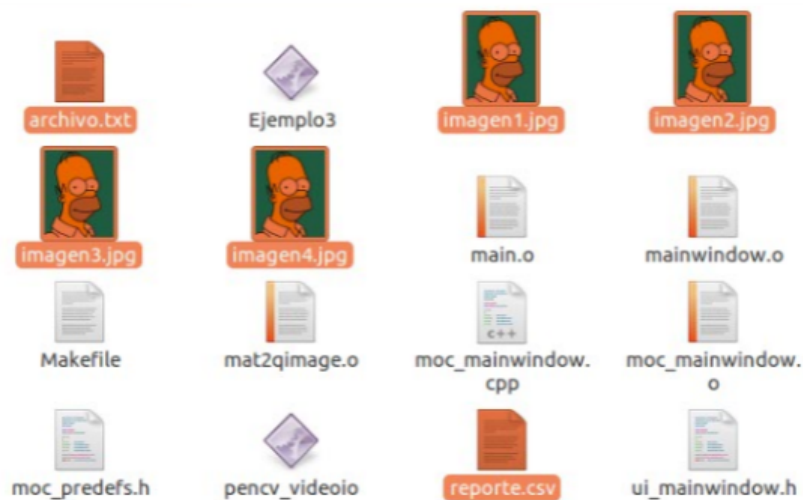 archivo.txt
Ejemplo3
imagen1.jpg
imagen2.jpg
imagen3.jpg
imagen4.jpg
main.o
mainwindow.o
Makefile
mat2qimage.o
C++
moc_mainwindow.
cpp
moc_mainwindow.
o
moc_predefs.h
pencv_videoio
reporte.csv
ui_mainwindow.h